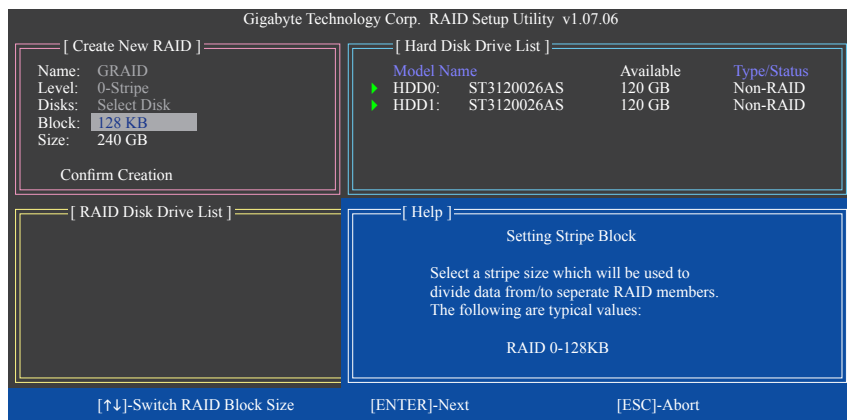 Gigabyte Technology Corp. RAID Setup Utility v1.07.06
[ Create New RAID ]
Name: GRAID
Level: 0-Stripe
Disks: Select Disk
Block: 128 KB
Size: 240 GB
Confirm Creation
[ Hard Disk Drive List ]
Model Name Available Type/Status
HDD0: ST3120026AS 120 GB Non-RAID
HDD1: ST3120026AS 120 GB Non-RAID
[ RAID Disk Drive List ]
[ Help ]
Setting Stripe Block
Select a stripe size which will be used to
divide data from/to seperate RAID members.
The following are typical values:
RAID 0-128KB
[↑↓]-Switch RAID Block Size [ENTER]-Next [ESC]-Abort